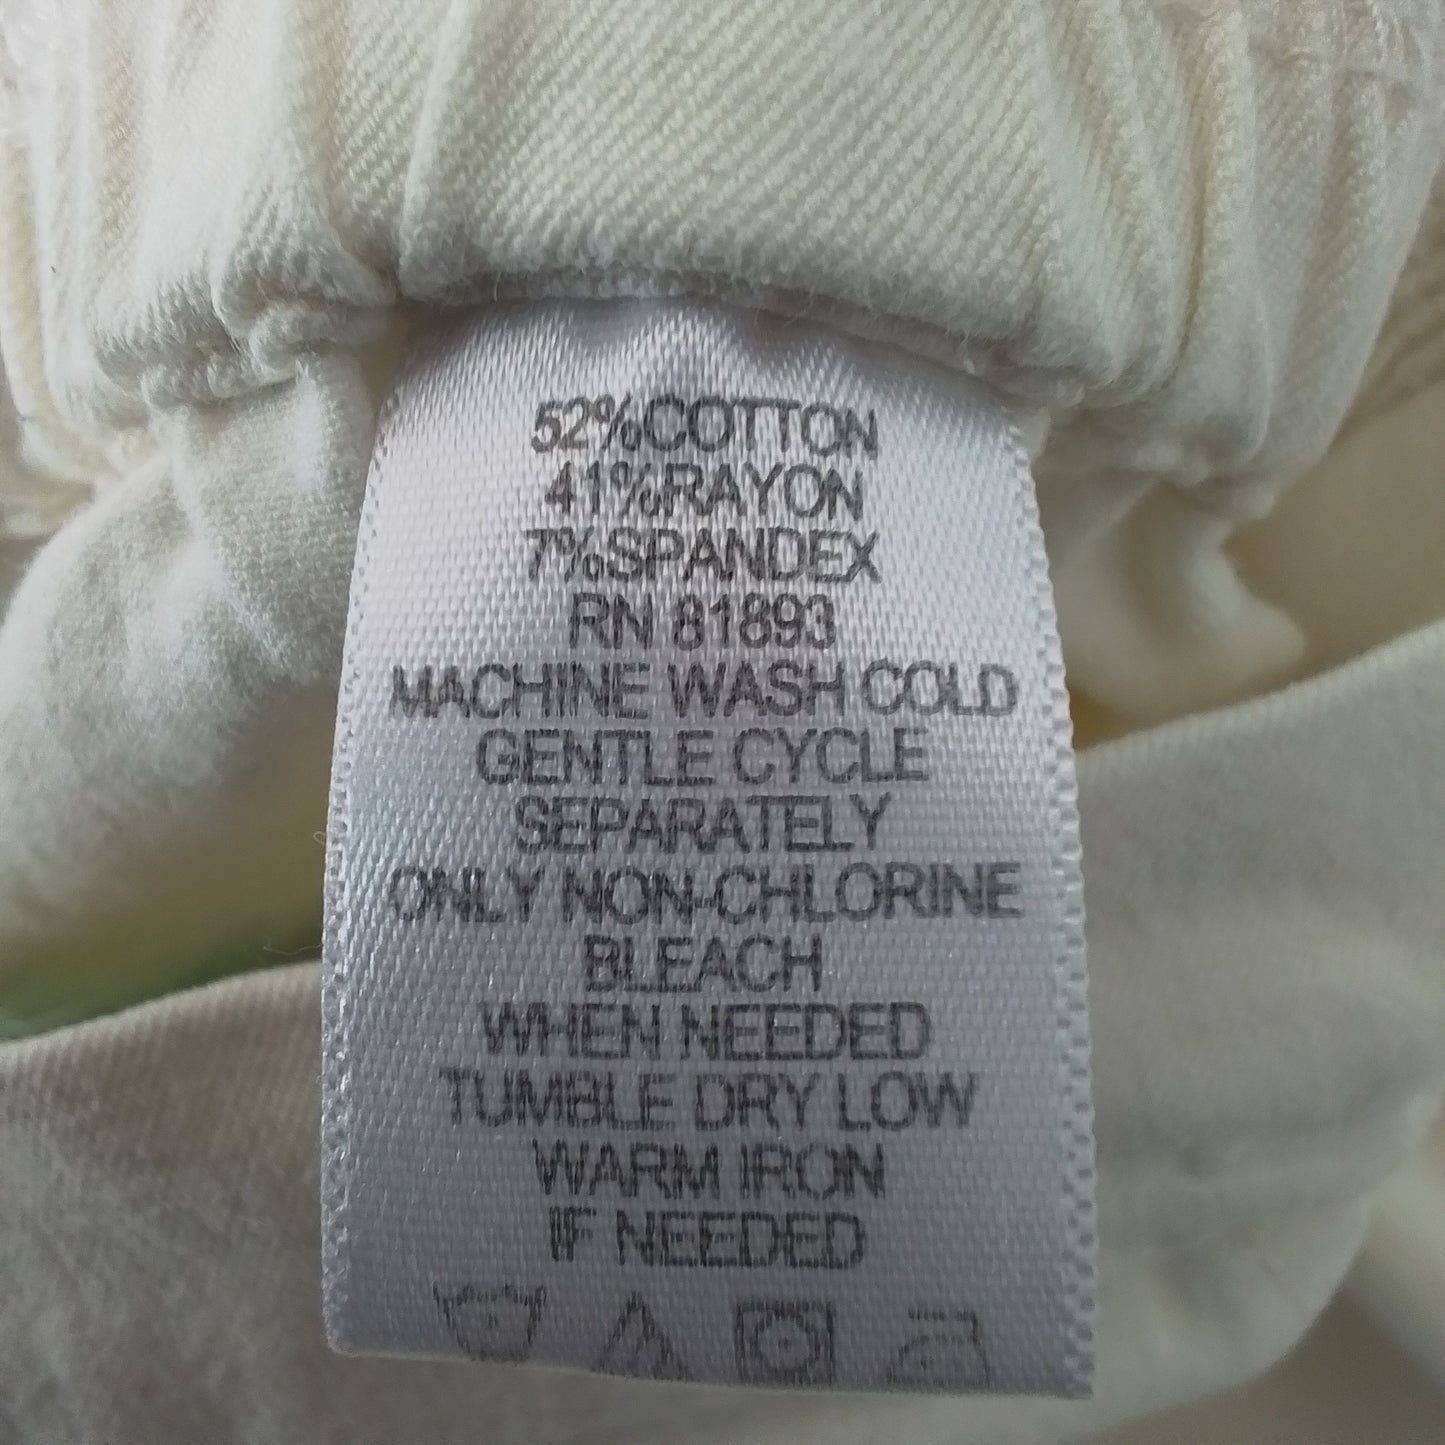 52%COTTON
41%RAYON
7%SPANDEX
RN 81893
MACHINE WASH COLD
GENTLE CYCLE
SEPARATELY
ONLY NON-CHLORINE
BLEACH
WHEN NEEDED
TUMBLE DRY LOW
WARM IRON
IF NEEDED